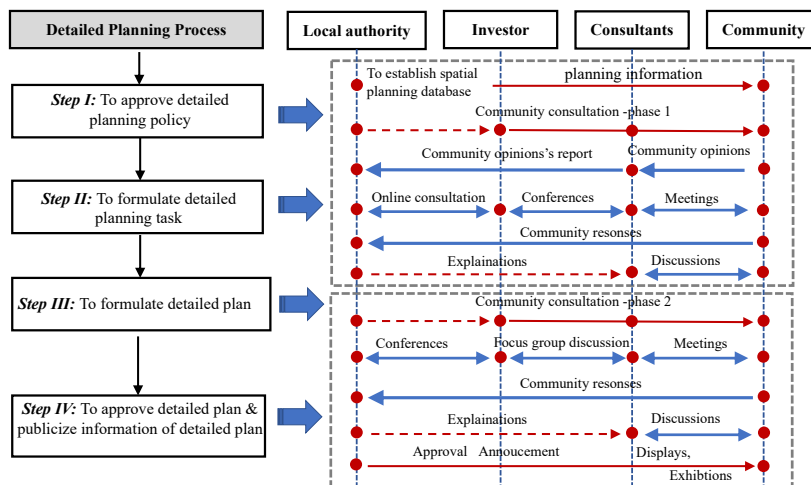 Detailed Planning Process
Local authority
Investor
Consultants
Community
Step I: To approve detailed
planning policy
Step II: To formulate detailed
planning task
Step III: To formulate detailed plan
Step IV: To approve detailed plan &
publicize information of detailed plan
To establish spatial
planning database
planning information
Community consultation -phase 1
Community opinions's report
Community opinions
Online consultation
Conferences
Meetings
Community resonses
Explainations
Discussions
Community consultation -phase 2
Conferences
Focus group discussion
Meetings
Community resonses
Explainations
Discussions
Approval Annoucement
Displays,
Exhibtions